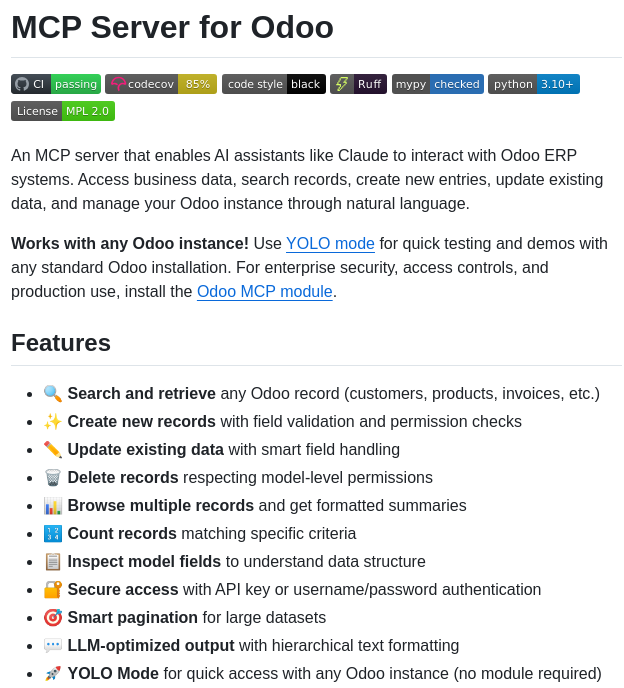 MCP Server for Odoo
CI passing codecov 85% code style black Ruff mypy checked python 3.10+
License MPL 2.0
An MCP server that enables AI assistants like Claude to interact with Odoo ERP
systems. Access business data, search records, create new entries, update existing
data, and manage your Odoo instance through natural language.
Works with any Odoo instance! Use YOLO mode for quick testing and demos with
any standard Odoo installation. For enterprise security, access controls, and
production use, install the Odoo MCP module.
Features
• 🔍 Search and retrieve any Odoo record (customers, products, invoices, etc.)
• ✨ Create new records with field validation and permission checks
• ✏️ Update existing data with smart field handling
• 🗑️ Delete records respecting model-level permissions
• 📊 Browse multiple records and get formatted summaries
• 🔢 Count records matching specific criteria
• 📋 Inspect model fields to understand data structure
• 🔐 Secure access with API key or username/password authentication
• 🎯 Smart pagination for large datasets
• 💬 LLM-optimized output with hierarchical text formatting
• 🚀 YOLO Mode for quick access with any Odoo instance (no module required)